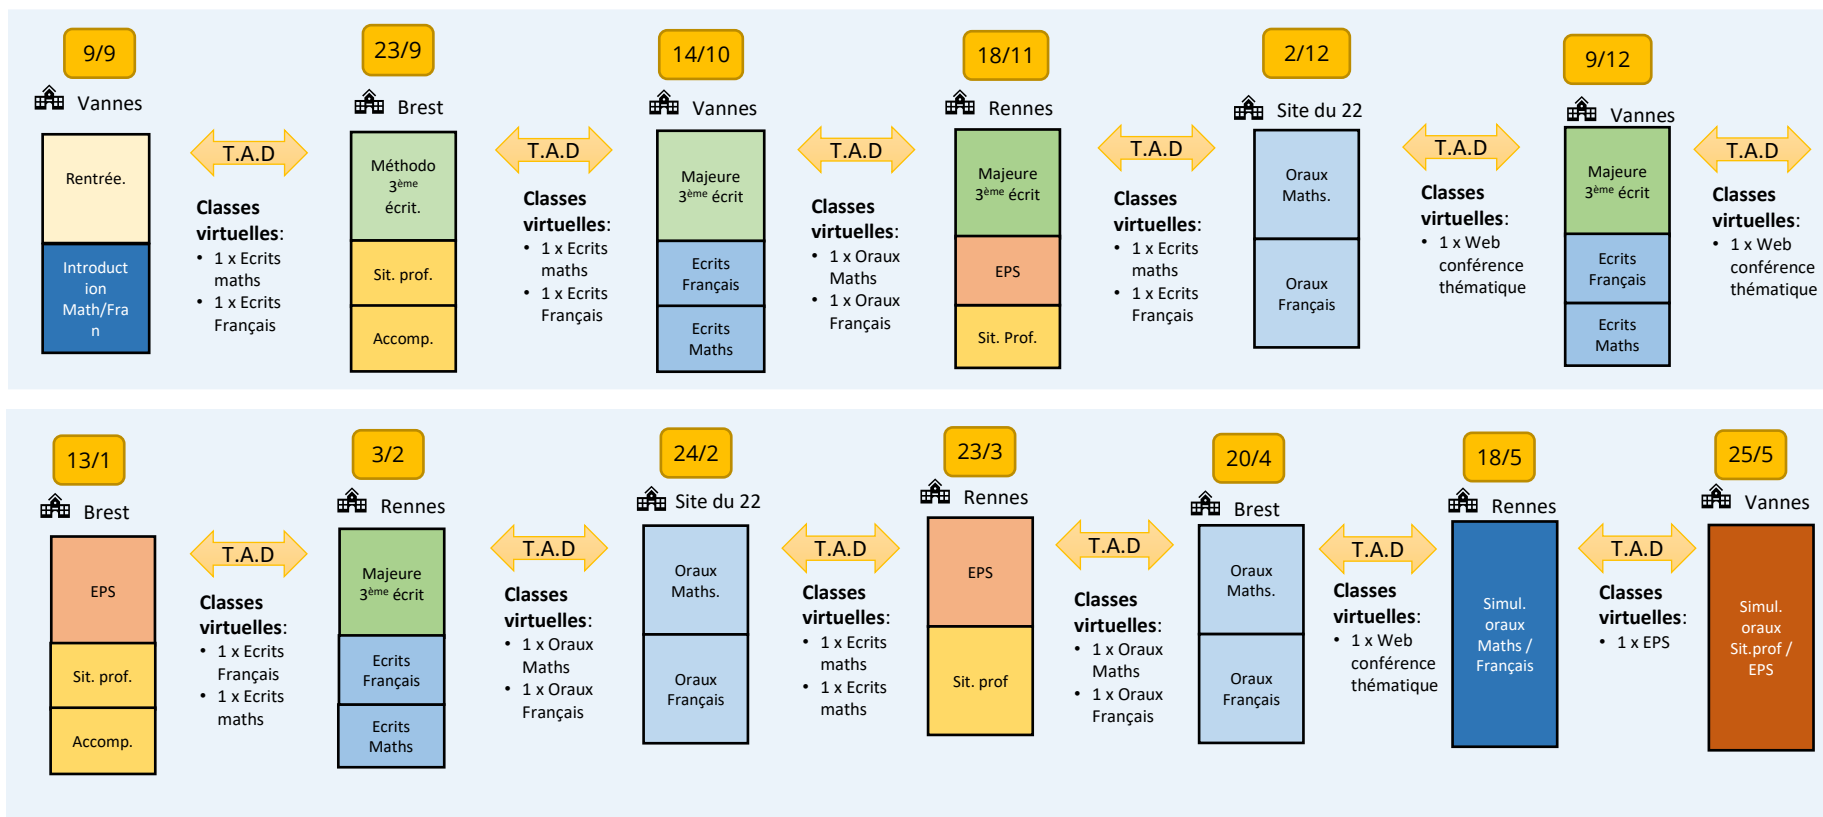 9/9
Vannes
Rentrée.
Introduct
ion
Math/Fra
n
T.A.D
Classes
virtuelles:
• 1 x Ecrits
maths
• 1 x Ecrits
Français
23/9
Brest
Méthodo
3ème
écrit.
Sit. prof.
Accomp.
T.A.D
Classes
virtuelles:
• 1 x Ecrits
maths
• 1 x Ecrits
Français
14/10
Vannes
Majeure
3ème écrit
Ecrits
Français
Ecrits
Maths
T.A.D
Classes
virtuelles:
• 1 x Oraux
Maths
• 1 x Oraux
Français
18/11
Rennes
Majeure
3ème écrit
EPS
Sit. Prof.
T.A.D
Classes
virtuelles:
• 1 x Ecrits
maths
• 1 x Ecrits
Français
2/12
Site du 22
Oraux
Maths.
Oraux
Français
T.A.D
Classes
virtuelles:
• 1 x Web
conférence
thématique
9/12
Vannes
Majeure
3ème écrit
Ecrits
Français
Ecrits
Maths
T.A.D
Classes
virtuelles:
• 1 x Web
conférence
thématique
13/1
Brest
EPS
Sit. prof.
Accomp.
T.A.D
Classes
virtuelles:
• 1 x Ecrits
Français
• 1 x Ecrits
maths
3/2
Rennes
Majeure
3ème écrit
Ecrits
Français
Ecrits
Maths
T.A.D
Classes
virtuelles:
• 1 x Oraux
Maths
• 1 x Oraux
Français
24/2
Site du 22
Oraux
Maths.
Oraux
Français
T.A.D
Classes
virtuelles:
• 1 x Ecrits
maths
• 1 x Ecrits
maths
23/3
Rennes
EPS
Sit. prof
T.A.D
Classes
virtuelles:
• 1 x Oraux
Maths
• 1 x Oraux
Français
20/4
Brest
Oraux
Maths.
Oraux
Français
T.A.D
Classes
virtuelles:
• 1 x Web
conférence
thématique
18/5
Rennes
Simul.
oraux
Maths /
Français
T.A.D
Classes
virtuelles:
• 1 x EPS
25/5
Vannes
Simul.
oraux
Sit.prof /
EPS